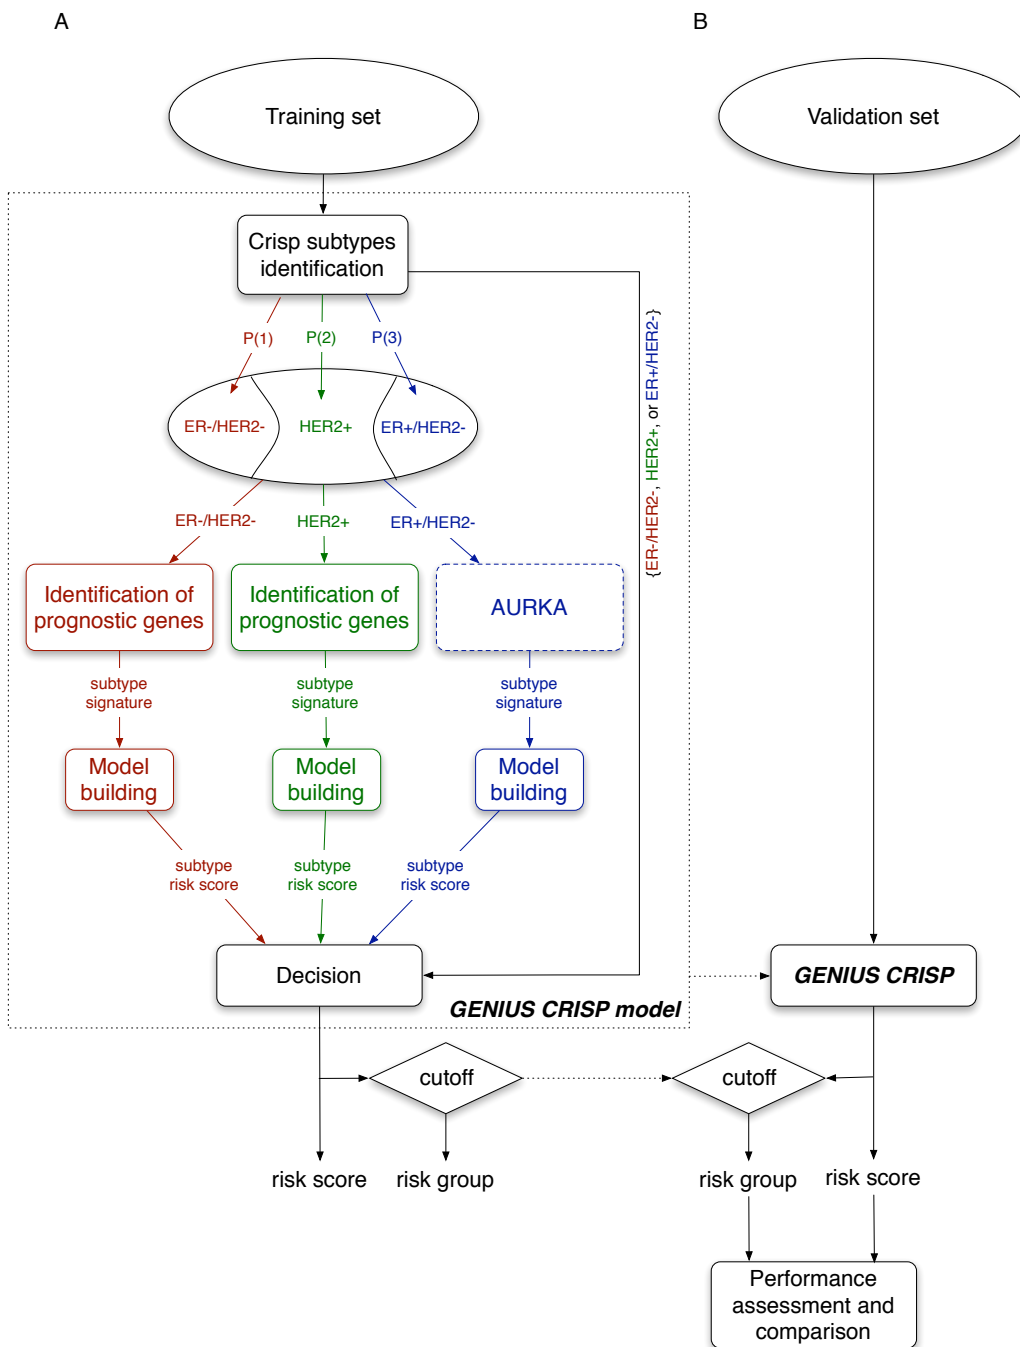 A
B
Training set
Validation set
Crisp subtypes
identification
P(1)
P(2)
P(3)
{ER-/HER2-, HER2+, or ER+/HER2-}
ER-/HER2-
HER2+
ER+/HER2-
ER-/HER2-
HER2+
ER+/HER2-
Identification of
prognostic genes
Identification of
prognostic genes
AURKA
subtype
signature
subtype
signature
subtype
signature
Model
building
Model
building
Model
building
subtype
risk score
subtype
risk score
subtype
risk score
Decision
GENIUS CRISP
GENIUS CRISP model
cutoff
cutoff
risk score
risk group
risk group
risk score
Performance
assessment and
comparison